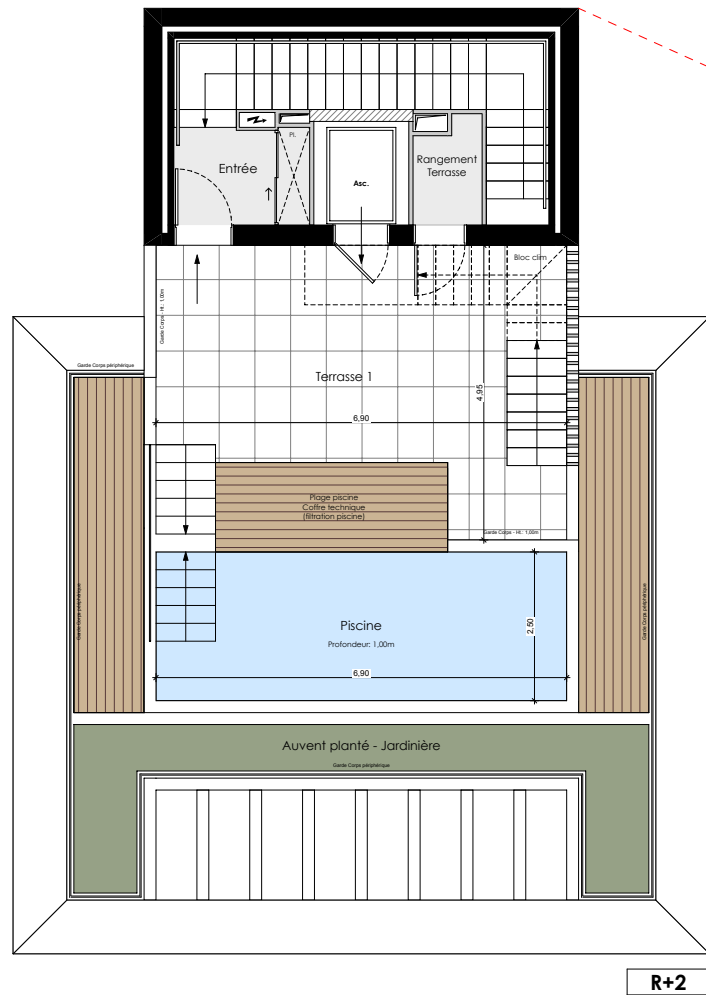 Pl.
Entrée
Rangement
Terrasse
Asc.
Bloc clim
Garde Corps - Ht.: 1,00m
Garde Corps périphérique
Terrasse 1
4,95
6,90
Plage piscine
Coffre technique
(filtration piscine)
Garde Corps - Ht.: 1,00m
Garde Corps périphérique
Garde Corps périphérique
Piscine
Profondeur: 1,00m
2,50
6,90
Auvent planté - Jardinière
Garde Corps périphérique
R+2